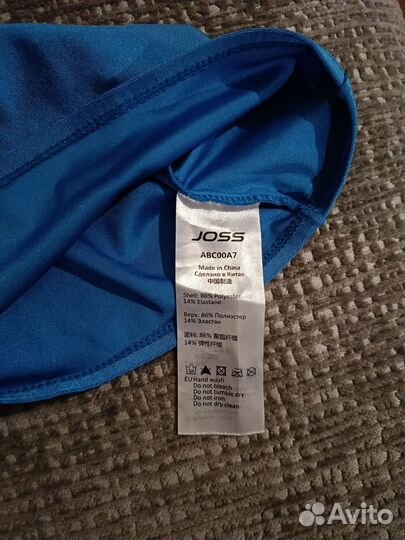 JOSS
ABC00A7
Made in China
Сделано в Китае
中国制造
Shell: 86% Polyester
14% Elastane
Верх: 86% Полиэстер
14% Эластан
面料: 86% 聚酯纤维
14% 弹性纤维
EU Hand wash
Do not bleach
Do not tumble dry
Do not iron
Do not dry clean
Avito